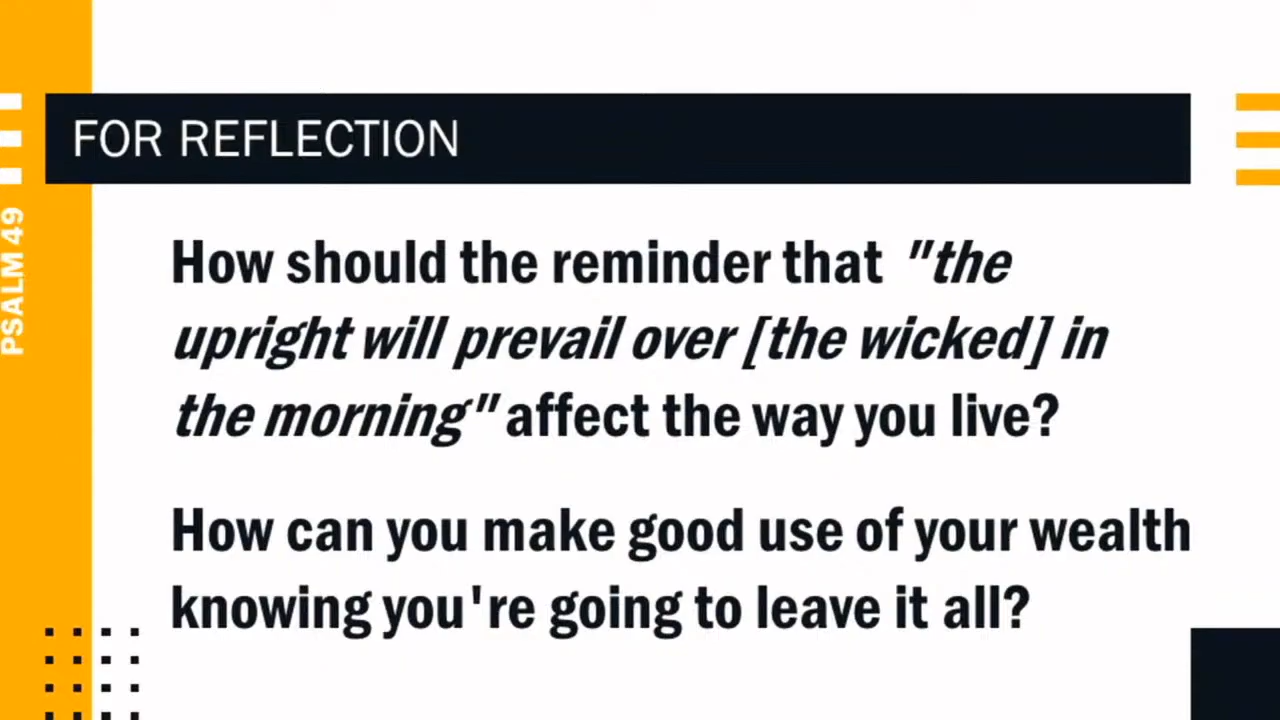 FOR REFLECTION
PSALM 49
How should the reminder that "the
upright will prevail over [the wicked] in
the morning" affect the way you live?
How can you make good use of your wealth
knowing you're going to leave it all?